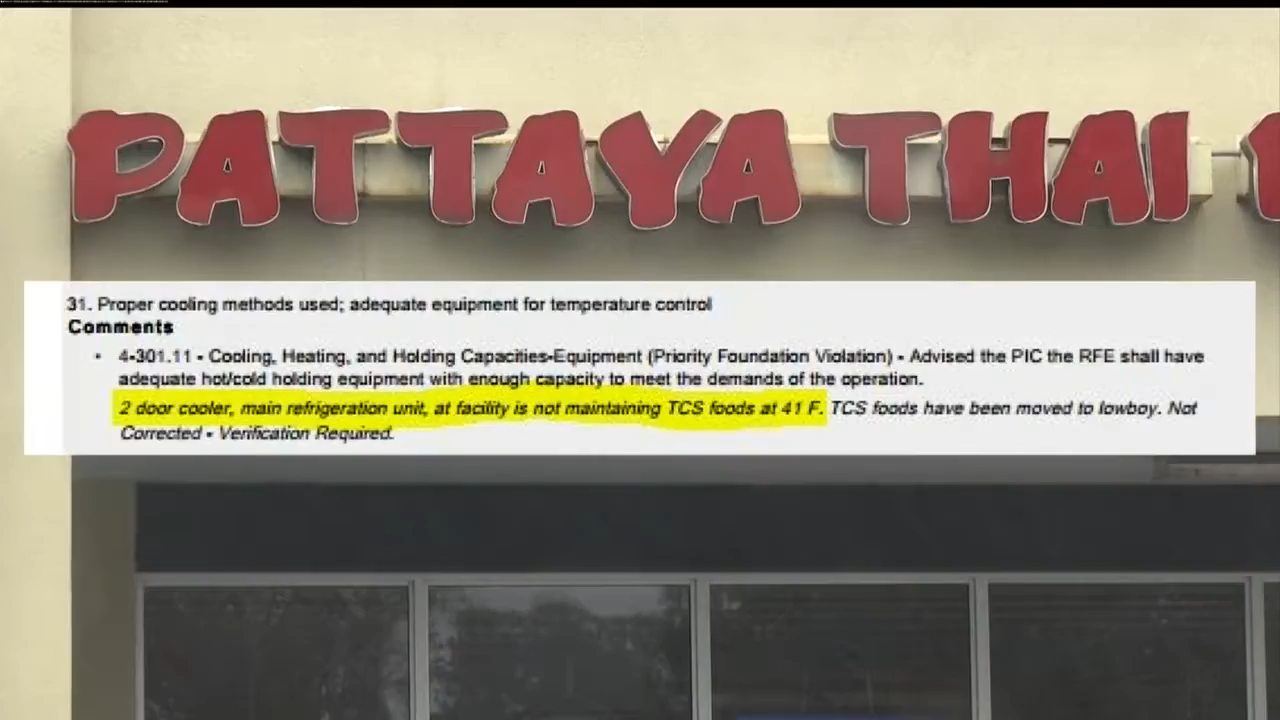 PATTAYA THAI
31. Proper cooling methods used; adequate equipment for temperature control
Comments
• 4-301.11 - Cooling, Heating, and Holding Capacities-Equipment (Priority Foundation Violation) - Advised the PIC the RFE shall have
adequate hot/cold holding equipment with enough capacity to meet the demands of the operation.
2 door cooler, main refrigeration unit, at facility is not maintaining TCS foods at 41 F. TCS foods have been moved to lowboy. Not
Corrected - Verification Required.